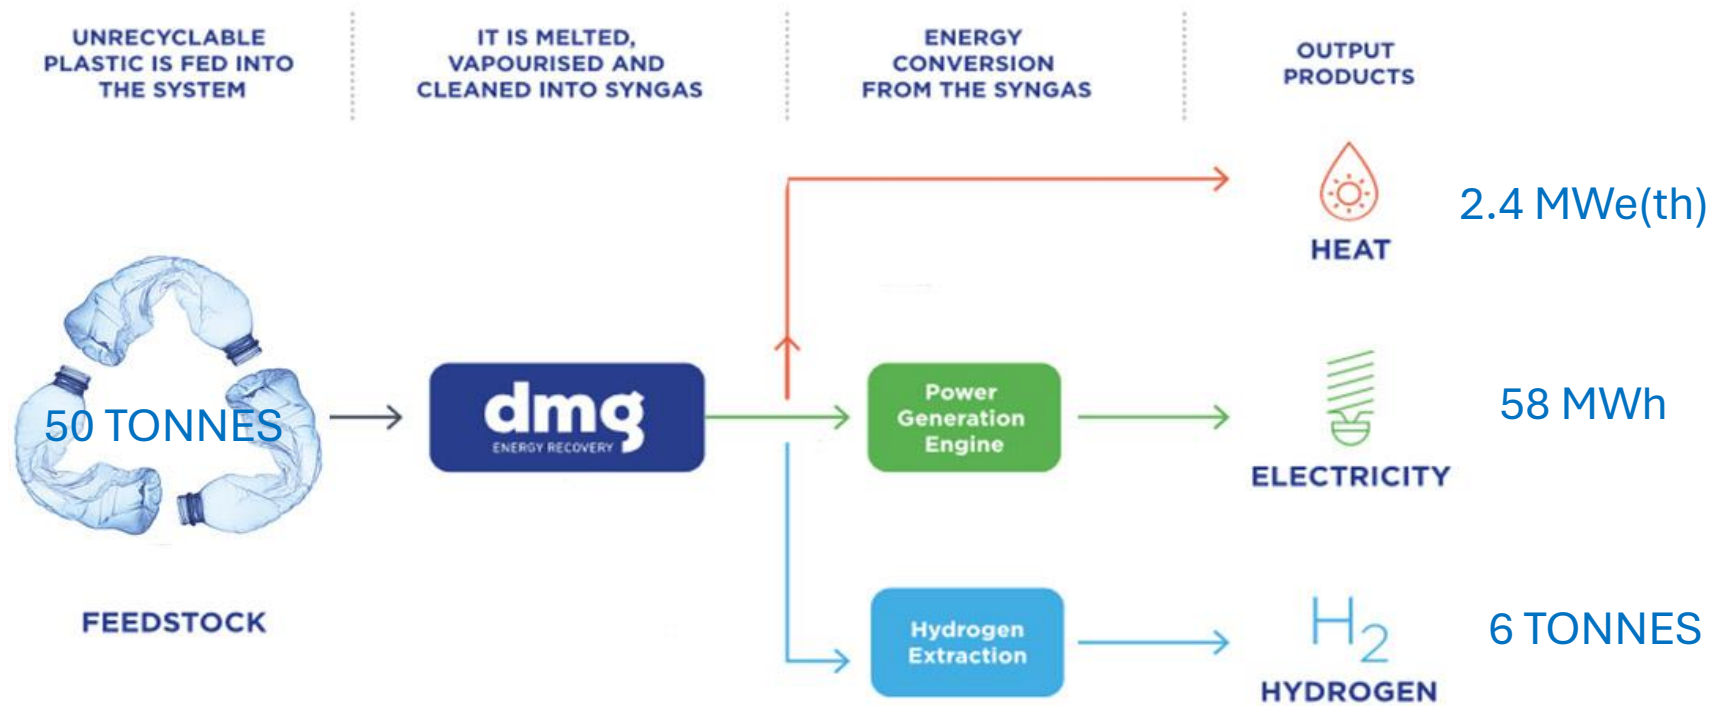 UNRECYCLABLE
PLASTIC IS FED INTO
THE SYSTEM
IT IS MELTED,
VAPOURISED AND
CLEANED INTO SYNGAS
ENERGY
CONVERSION
FROM THE SYNGAS
OUTPUT
PRODUCTS
HEAT
2.4 MWe(th)
50 TONNES
FEEDSTOCK
dmg
ENERGY RECOVERY
Power
Generation
Engine
ELECTRICITY
58 MWh
Hydrogen
Extraction
H2
HYDROGEN
6 TONNES